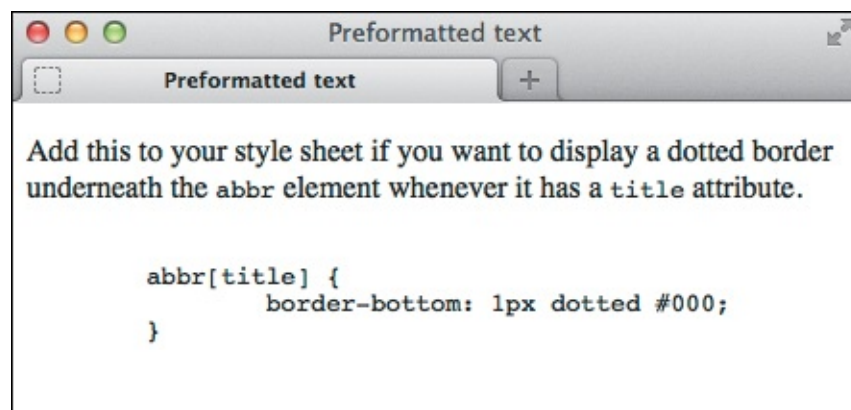 Preformatted text
Preformatted text
Add this to your style sheet if you want to display a dotted border
underneath the abbr element whenever it has a title attribute.
abbr[title] {
border-bottom: 1px dotted #000;
}